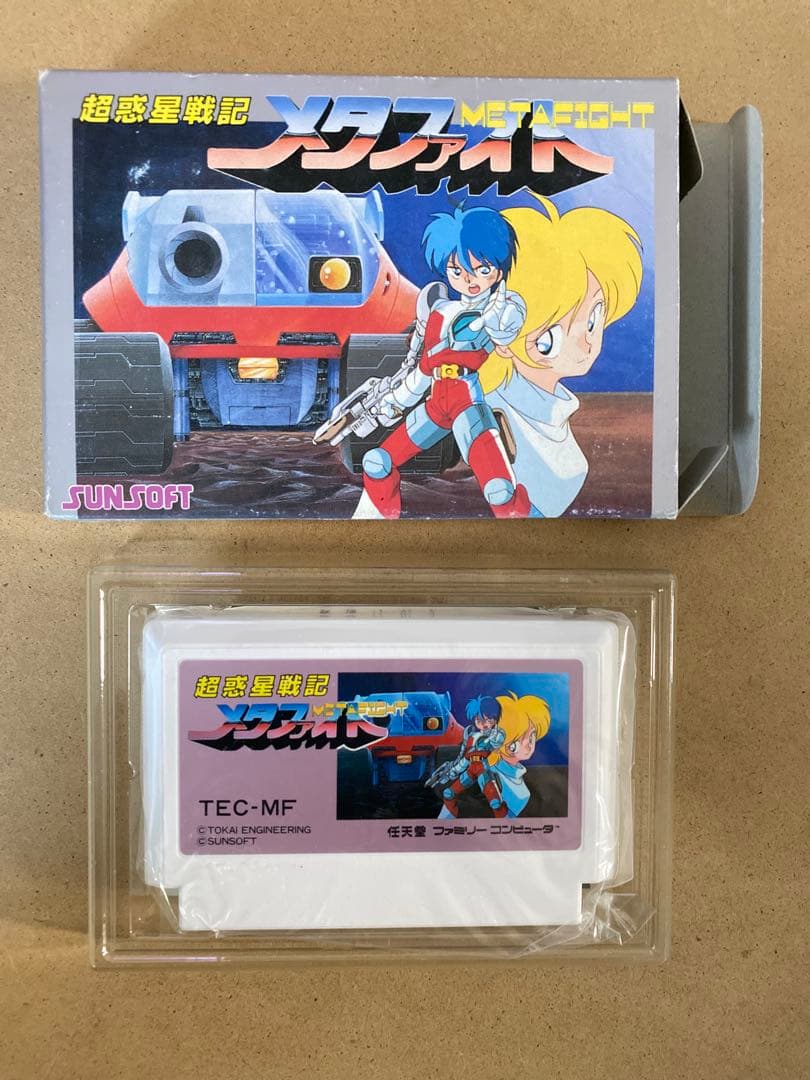 超惑星戦記
METAFIGHT
メタファイト
SUNSOFT
超惑星戦記
METAFIGHT
メタファイト
TEC-MF
© TOKAI ENGINEERING
© SUNSOFT
任天堂 ファミリー コンピュータ™